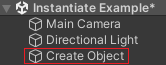 Instantiate Example*
Main Camera
Directional Light
Create Object